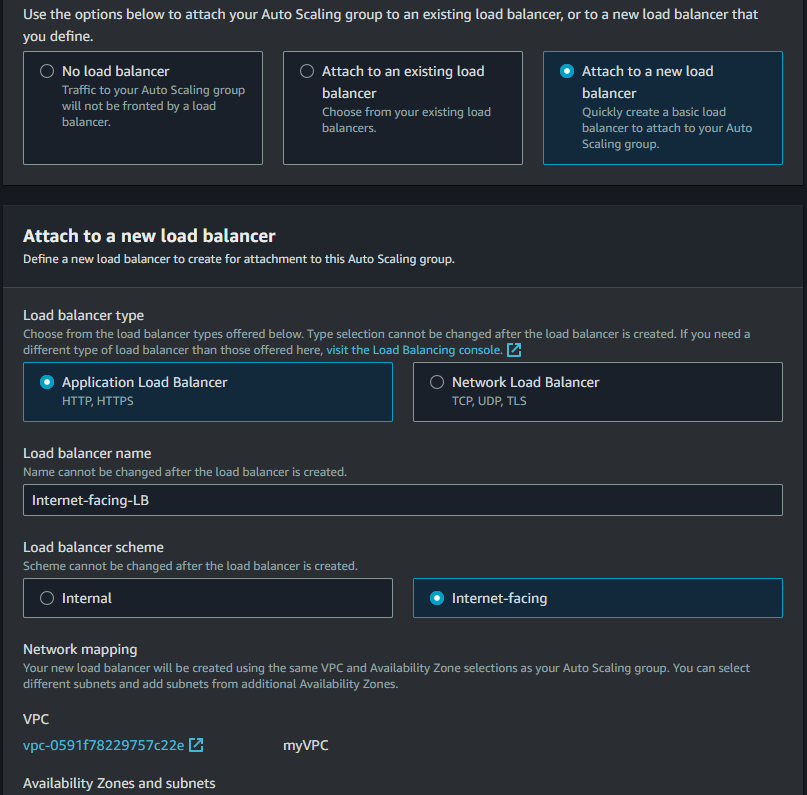 Use the options below to attach your Auto Scaling group to an existing load balancer, or to a new load balancer that
you define.
No load balancer
Traffic to your Auto Scaling group
will not be fronted by a load
balancer.
Attach to an existing load
balancer
Choose from your existing load
balancers.
Attach to a new load
balancer
Quickly create a basic load
balancer to attach to your Auto
Scaling group.
Attach to a new load balancer
Define a new load balancer to create for attachment to this Auto Scaling group.
Load balancer type
Choose from the load balancer types offered below. Type selection cannot be changed after the load balancer is created. If you need a
different type of load balancer than those offered here, visit the Load Balancing console.
Application Load Balancer
HTTP, HTTPS
Network Load Balancer
TCP, UDP, TLS
Load balancer name
Name cannot be changed after the load balancer is created.
Internet-facing-LB
Load balancer scheme
Scheme cannot be changed after the load balancer is created.
Internal
Internet-facing
Network mapping
Your new load balancer will be created using the same VPC and Availability Zone selections as your Auto Scaling group. You can select
different subnets and add subnets from additional Availability Zones.
VPC
vpc-0591f78229757c22e
myVPC
Availability Zones and subnets